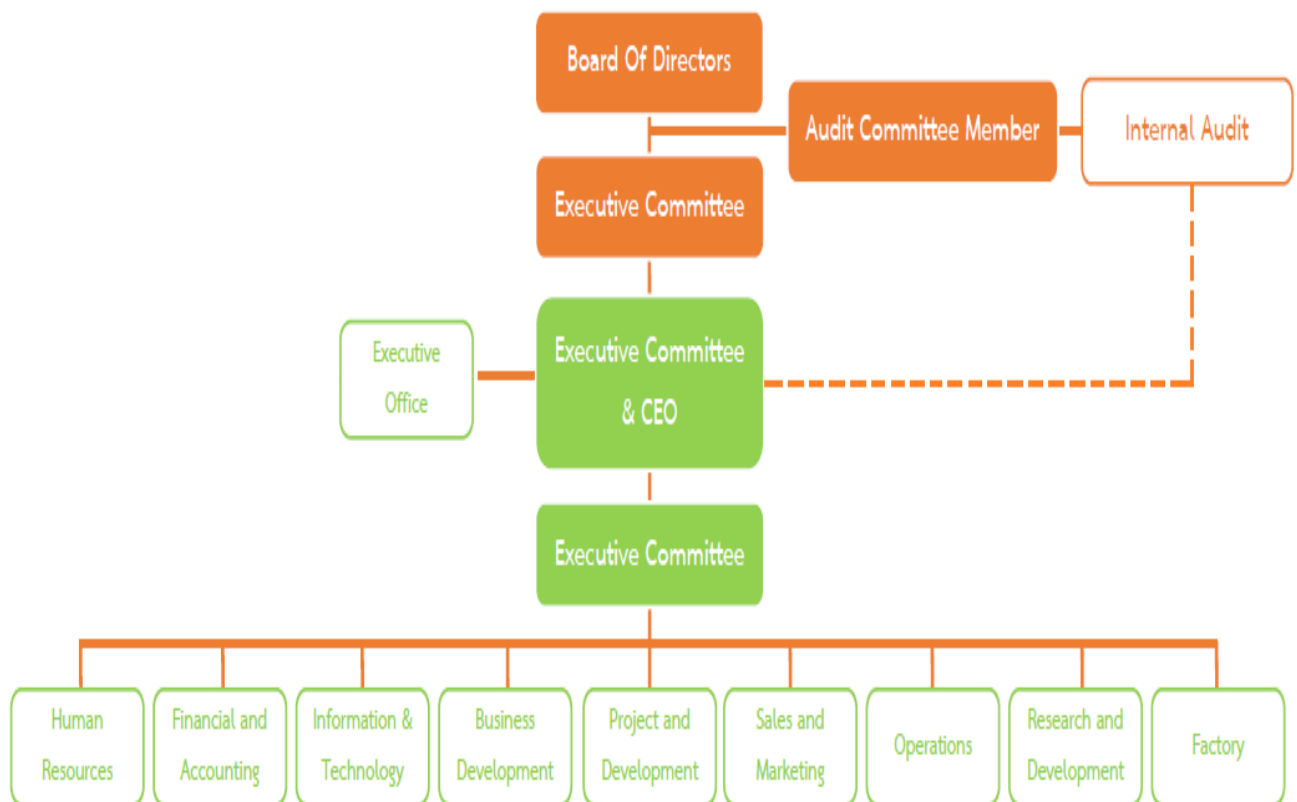 Board Of Directors
Audit Committee Member
Internal Audit
Executive Committee
Executive
Office
Executive Committee
& CEO
Executive Committee
Human
Resources
Financial and
Accounting
Information &
Technology
Business
Development
Project and
Development
Sales and
Marketing
Operations
Research and
Development
Factory